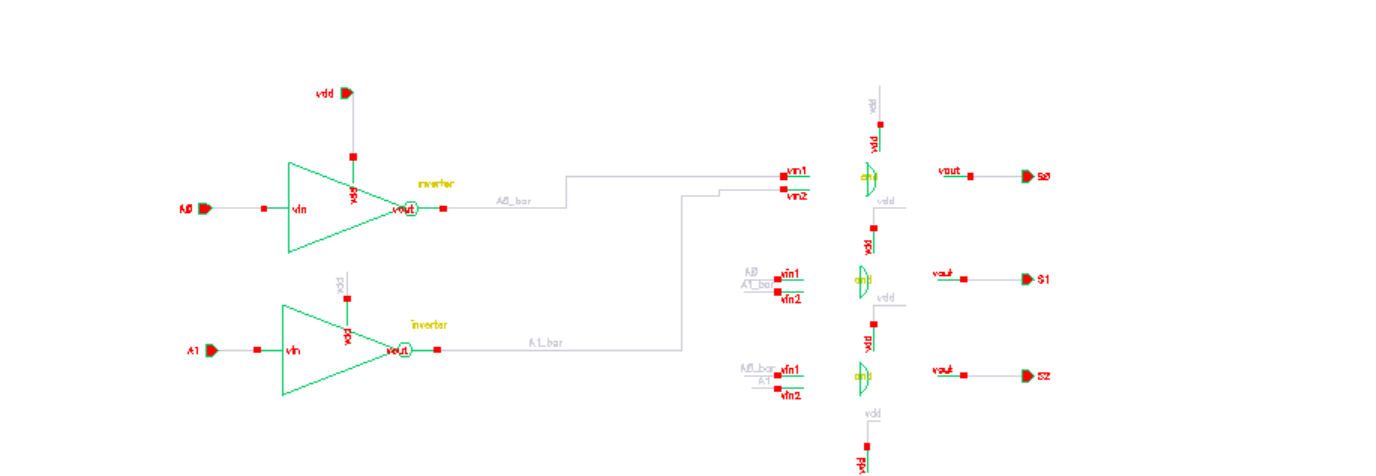 vdd
vdd
vdd
vin1
and
vout
S0
inverter
vdd
vin2
A0
vin
vout
A0_bar
vdd
vdd
vdd
A0
vin1
and
vout
S1
A1_bar
vin2
vdd
inverter
vdd
vdd
A1
vin
vout
A1_bar
A0_bar
vin1
and
vout
S2
A1
vin2
vdd
vdd